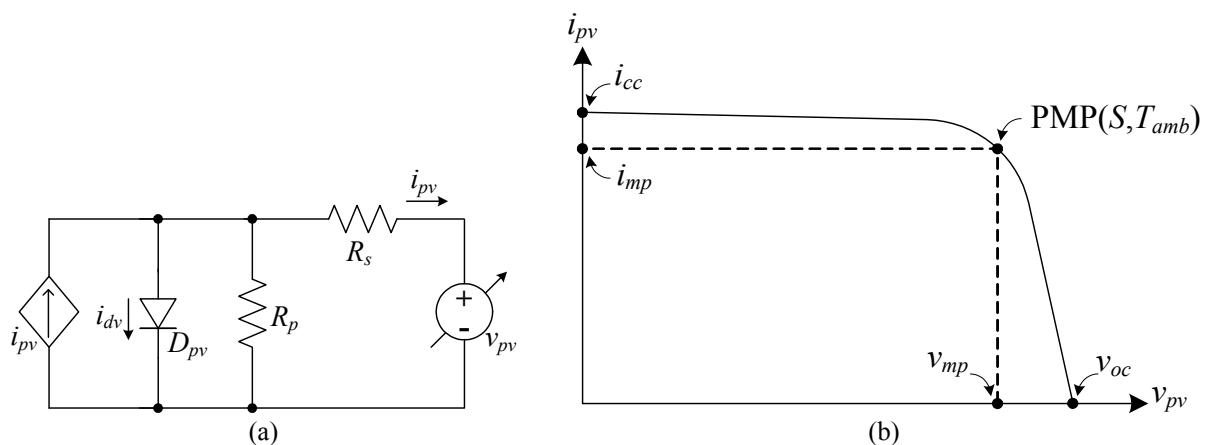 i_pv
i_dv
D_pv
R_p
R_s
i_pv
+
-
v_pv
(a)
i_pv
i_cc
PMP(S,T_amb)
i_mp
v_mp
v_oc
v_pv
(b)